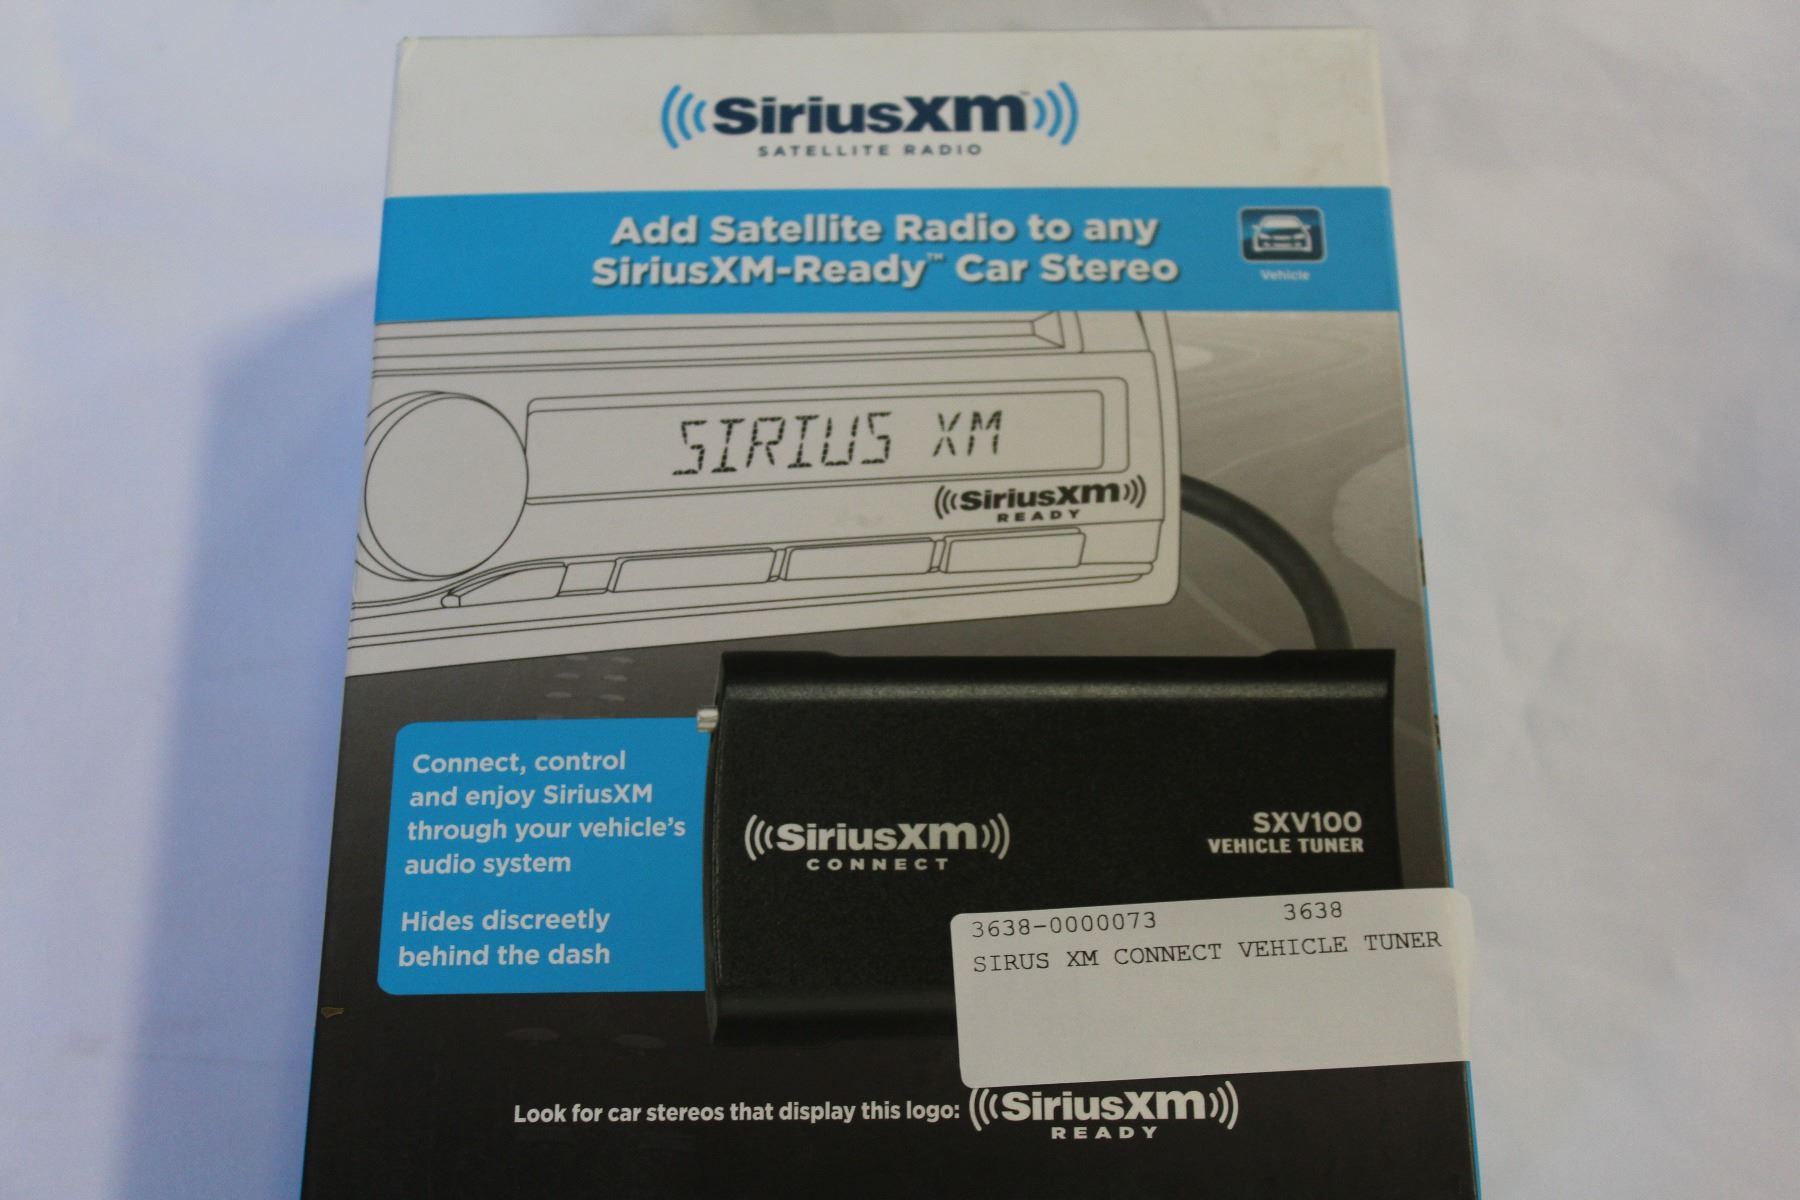 SiriusXM
SATELLITE RADIO
Add Satellite Radio to any
SiriusXM-Ready™ Car Stereo
Vehicle
SIRIUS XM
SiriusXM
READY
Connect, control
and enjoy SiriusXM
through your vehicle's
audio system
Hides discreetly
behind the dash
SiriusXM
CONNECT
SXV100
VEHICLE TUNER
3638-0000073 3638
SIRUS XM CONNECT VEHICLE TUNER
Look for car stereos that display this logo: SiriusXM
READY